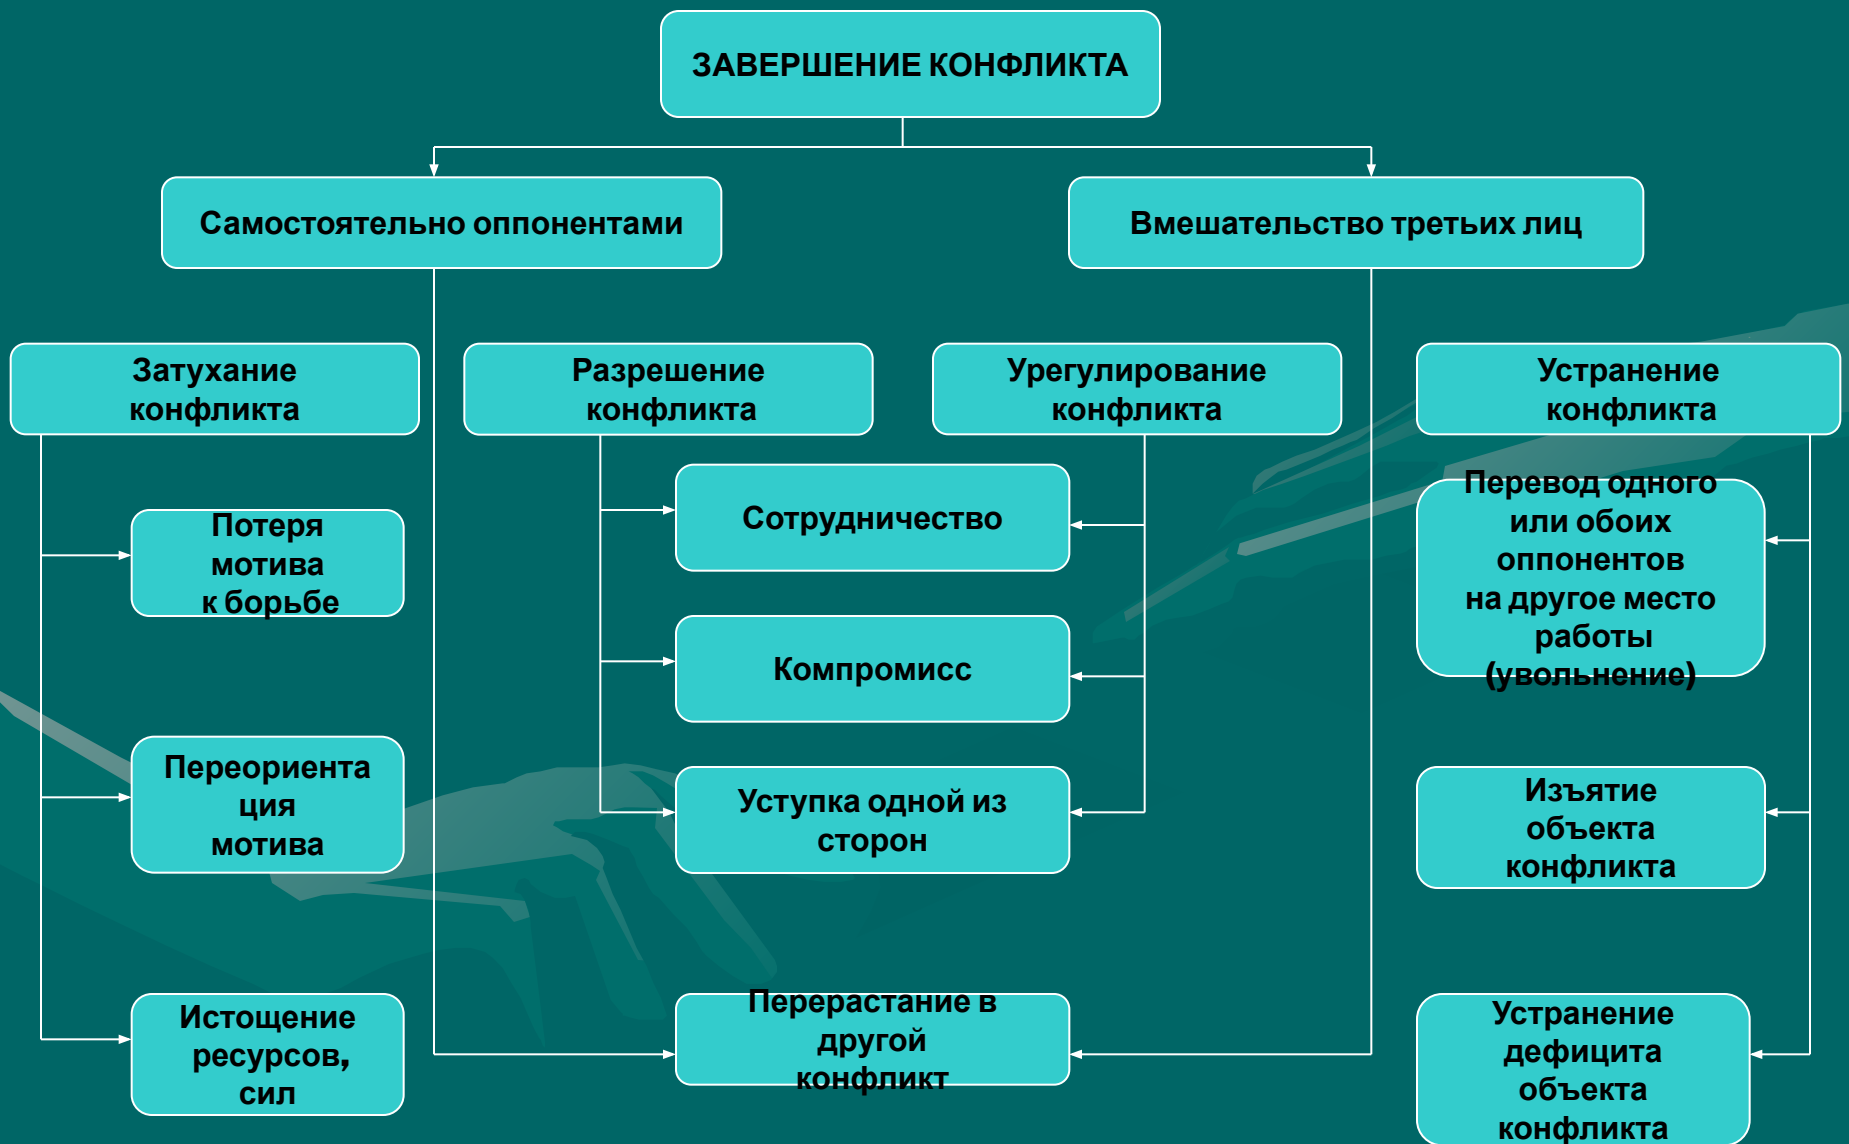 ЗАВЕРШЕНИЕ КОНФЛИКТА
Самостоятельно оппонентами
Вмешательство третьих лиц
Затухание
конфликта
Разрешение
конфликта
Урегулирование
конфликта
Устранение
конфликта
Потеря
мотива
к борьбе
Переориента
ция
мотива
Истощение
ресурсов,
сил
Сотрудничество
Компромисс
Уступка одной из
сторон
Перерастание в
другой
конфликт
Перевод одного
или обоих
оппонентов
на другое место
работы
(увольнение)
Изъятие
объекта
конфликта
Устранение
дефицита
объекта
конфликта